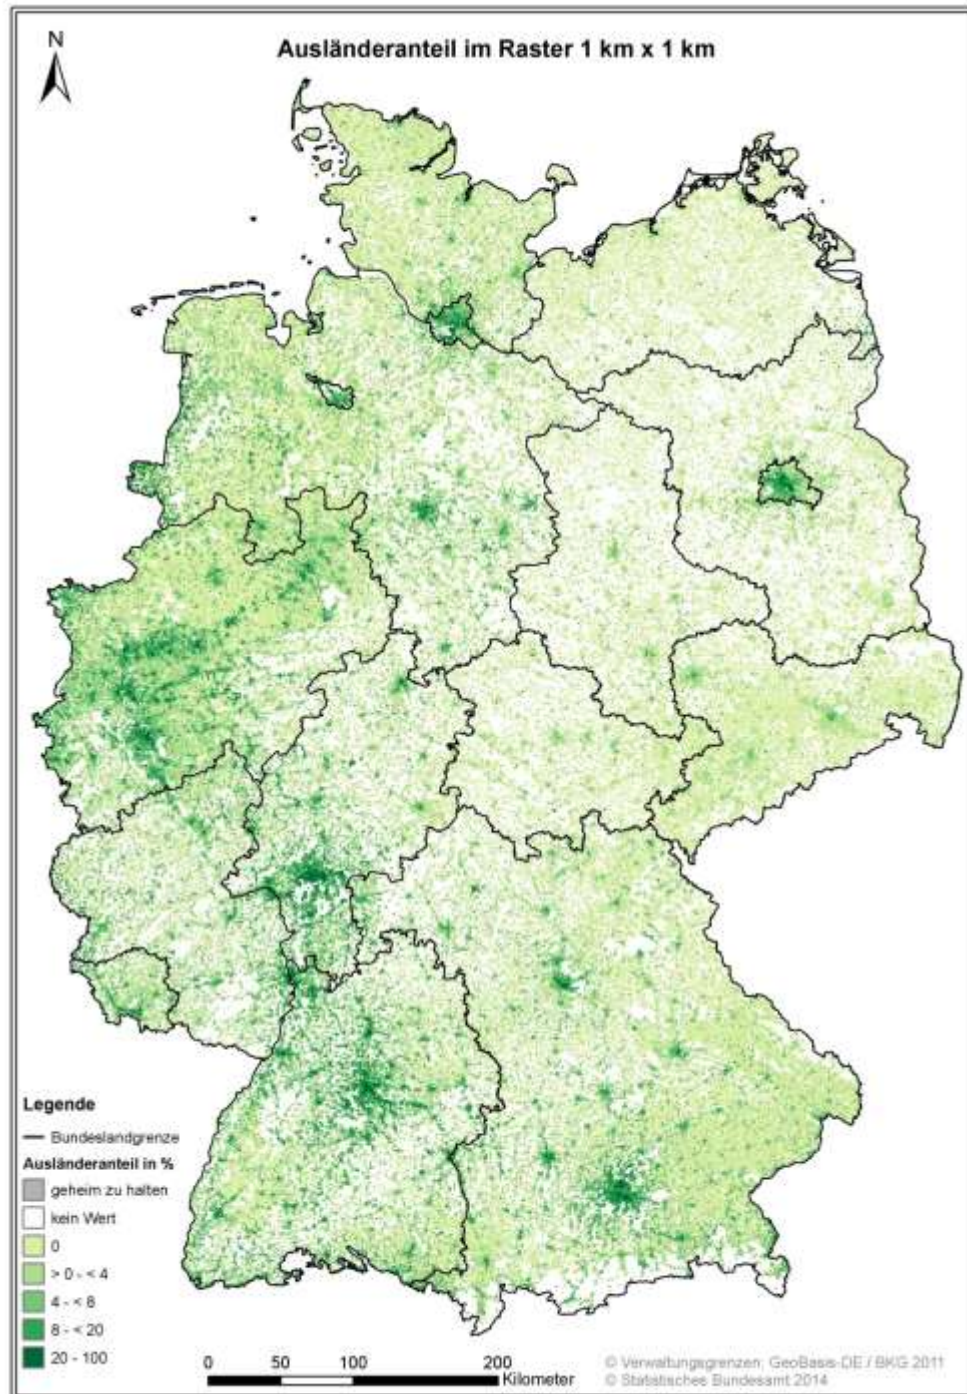 N
Ausländeranteil im Raster 1 km x 1 km
Legende
Bundeslandgrenze
Ausländeranteil in %
geheim zu halten
kein Wert
0
> 0 - < 4
4 - < 8
8 - < 20
20 - 100
0 50 100 200
Kilometer
© Verwaltungsgrenzen: GeoBasis-DE / BKG 2011
© Statistisches Bundesamt 2014